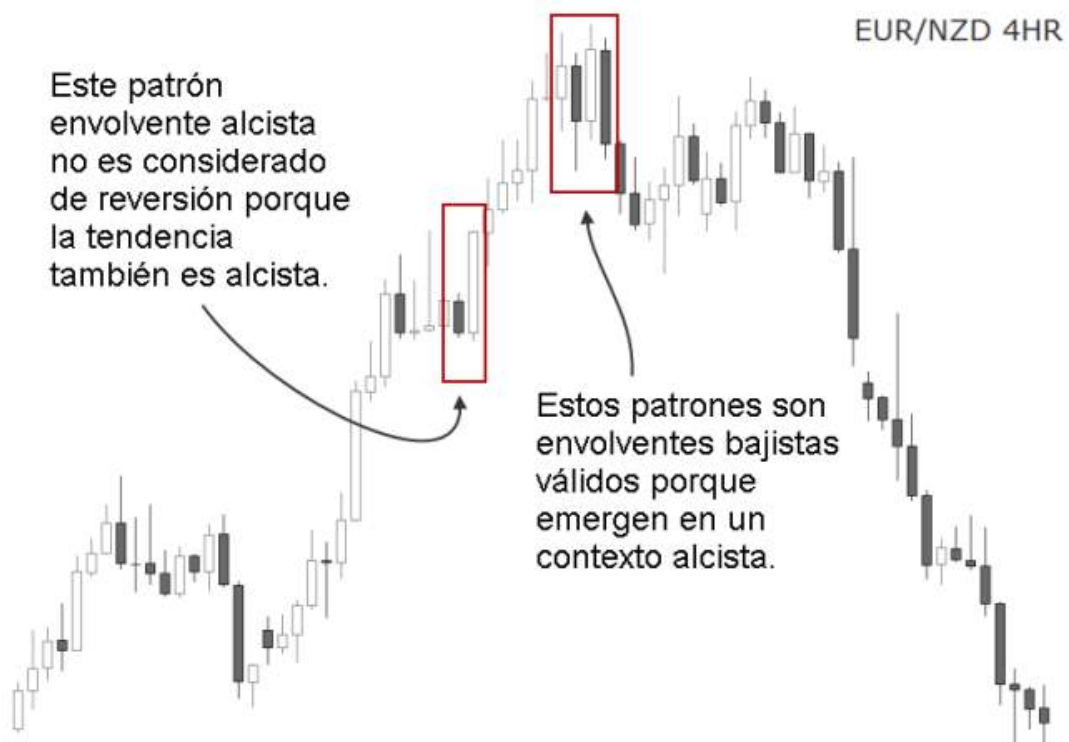 EUR/NZD 4HR
Este patrón
envolvente alcista
no es considerado
de reversión porque
la tendencia
también es alcista.
Estos patrones son
envolventes bajistas
válidos porque
emergen en un
contexto alcista.